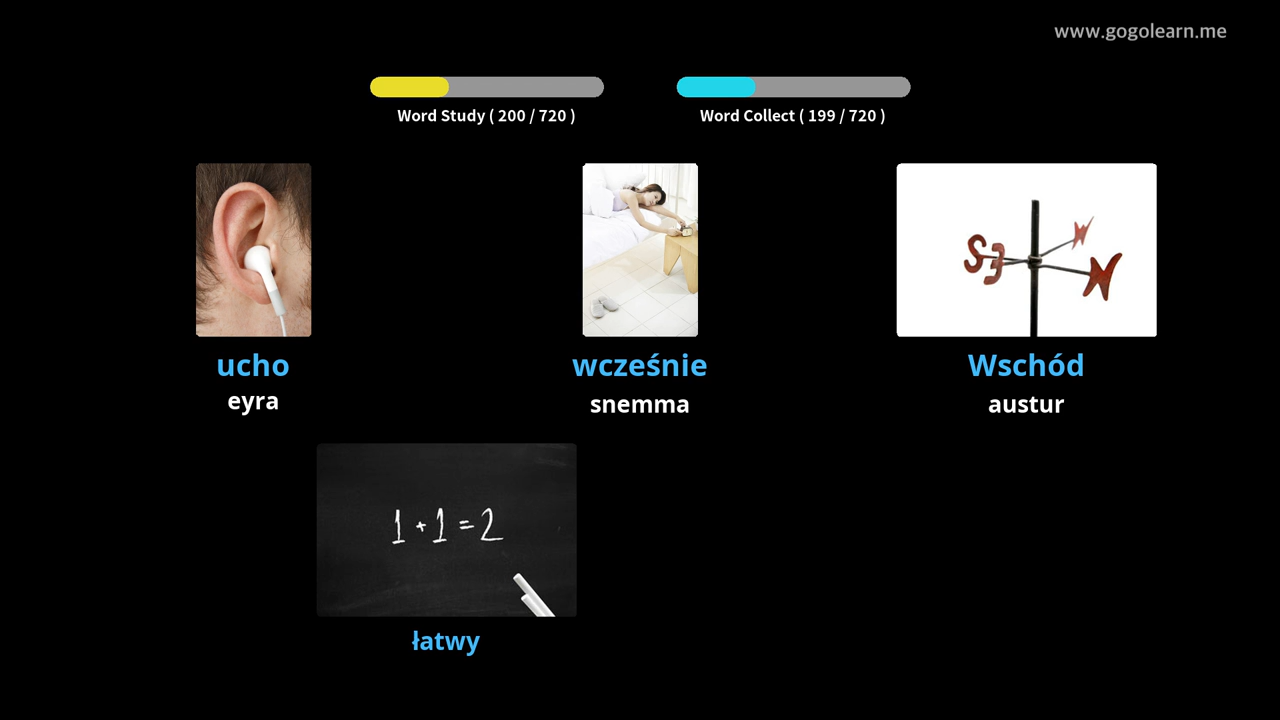 www.gogolearn.me
Word Study ( 200 / 720 )
Word Collect ( 199 / 720 )
S E N W
ucho
wcześnie
Wschód
eyra
snemma
austur
1 + 1 = 2
łatwy